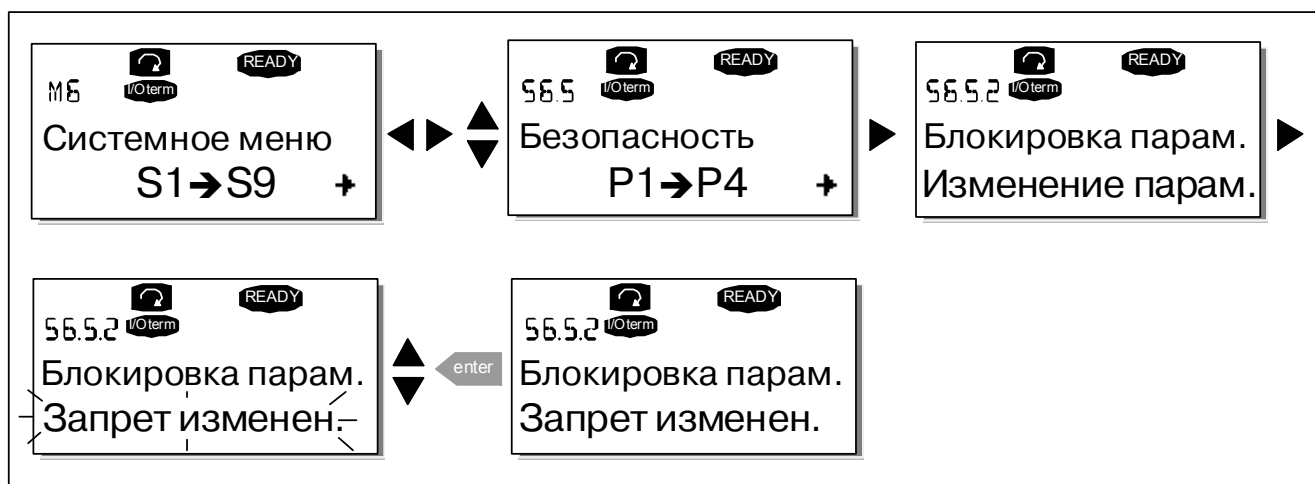 READY
M6 I/Oterm
Системное меню
S1➔S9
READY
S6.5 I/Oterm
Безопасность
P1➔P4
READY
S6.5.2 I/Oterm
Блокировка парам.
Изменение парам.
READY
S6.5.2 I/Oterm
Блокировка парам.
Запрет изменен.
enter
READY
S6.5.2 I/Oterm
Блокировка парам.
Запрет изменен.